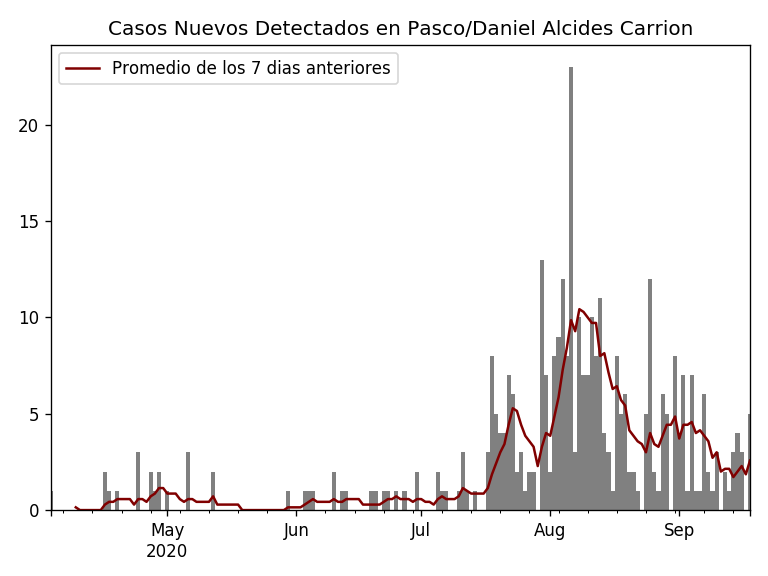 Casos Nuevos Detectados en Pasco/Daniel Alcides Carrion
Promedio de los 7 dias anteriores
20
15
10
5
0
May Jun Jul Aug Sep
2020